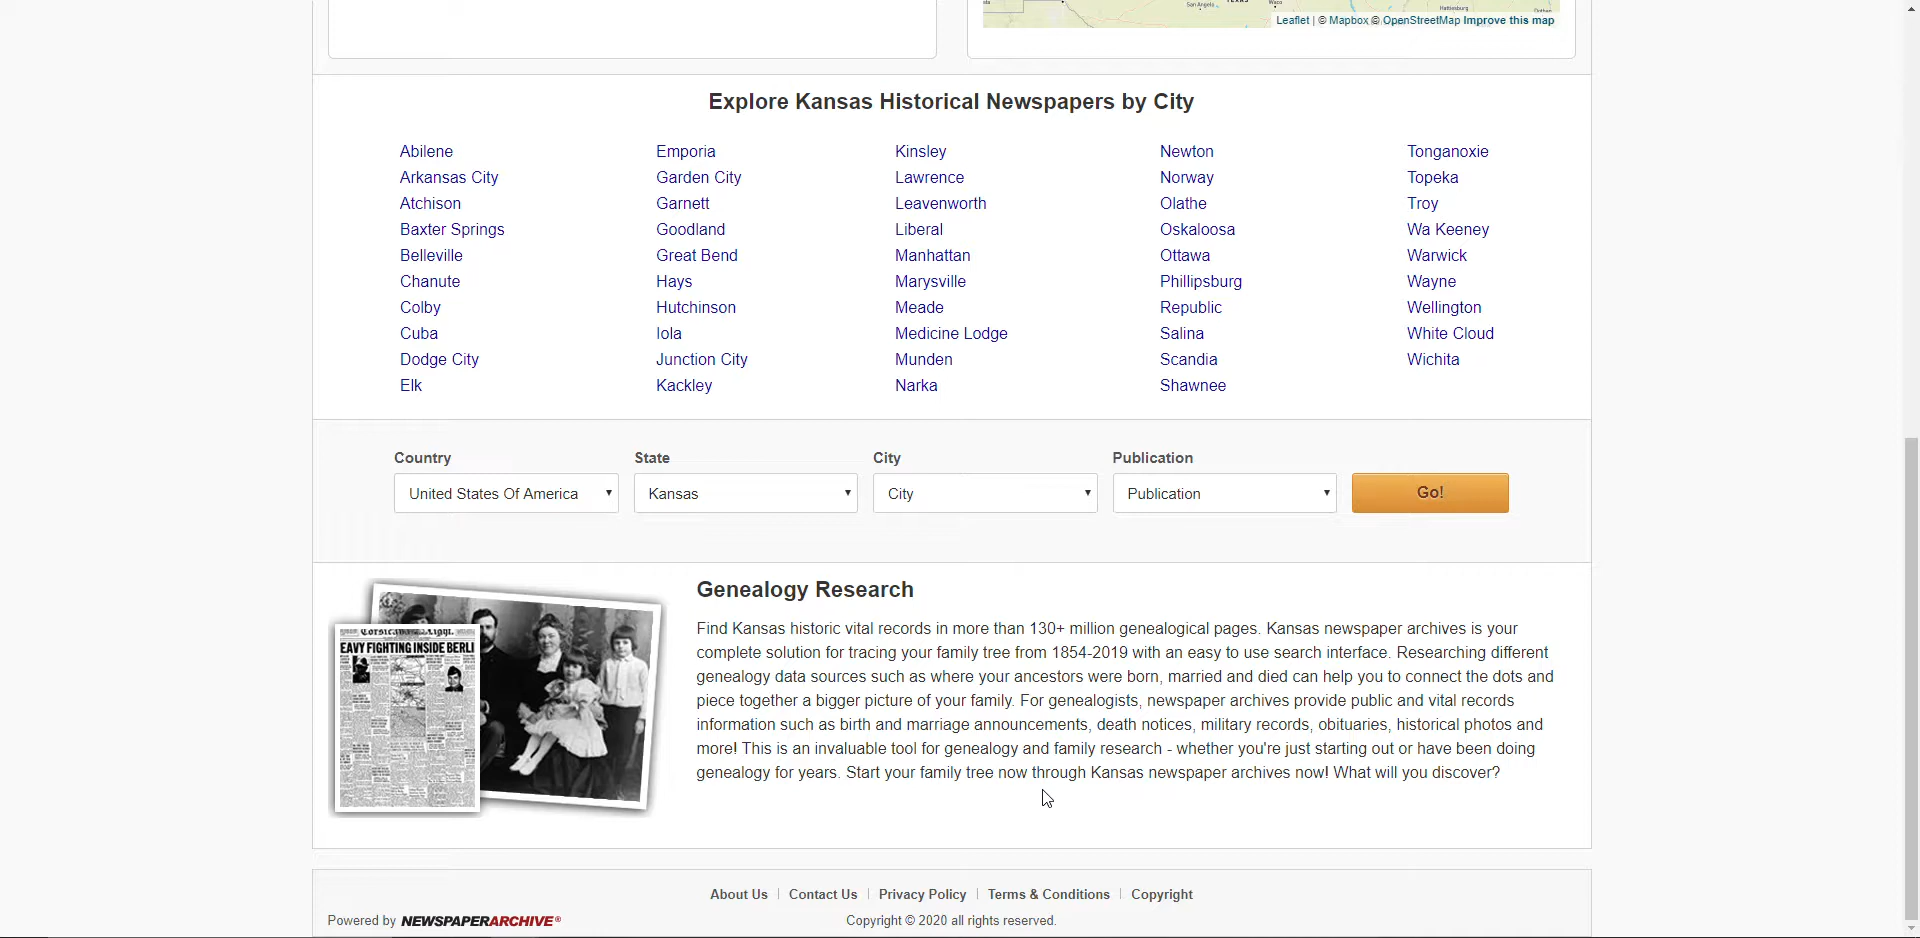 San Angelo
TEXAS
Waco
Hattiesburg
Dothan
Leaflet | © Mapbox © OpenStreetMap Improve this map
Explore Kansas Historical Newspapers by City
Abilene Emporia Kinsley Newton Tonganoxie
Arkansas City Garden City Lawrence Norway Topeka
Atchison Garnett Leavenworth Olathe Troy
Baxter Springs Goodland Liberal Oskaloosa Wa Keeney
Belleville Great Bend Manhattan Ottawa Warwick
Chanute Hays Marysville Phillipsburg Wayne
Colby Hutchinson Meade Republic Wellington
Cuba Iola Medicine Lodge Salina White Cloud
Dodge City Junction City Munden Scandia Wichita
Elk Kackley Narka Shawnee
Country State City Publication
United States Of America Kansas City Publication Go!
EAVY FIGHTING INSIDE BERLI
Genealogy Research
Find Kansas historic vital records in more than 130+ million genealogical pages. Kansas newspaper archives is your
complete solution for tracing your family tree from 1854-2019 with an easy to use search interface. Researching different
genealogy data sources such as where your ancestors were born, married and died can help you to connect the dots and
piece together a bigger picture of your family. For genealogists, newspaper archives provide public and vital records
information such as birth and marriage announcements, death notices, military records, obituaries, historical photos and
more! This is an invaluable tool for genealogy and family research - whether you're just starting out or have been doing
genealogy for years. Start your family tree now through Kansas newspaper archives now! What will you discover?
About Us | Contact Us | Privacy Policy | Terms & Conditions | Copyright
Powered by NEWSPAPERARCHIVE® Copyright © 2020 all rights reserved.